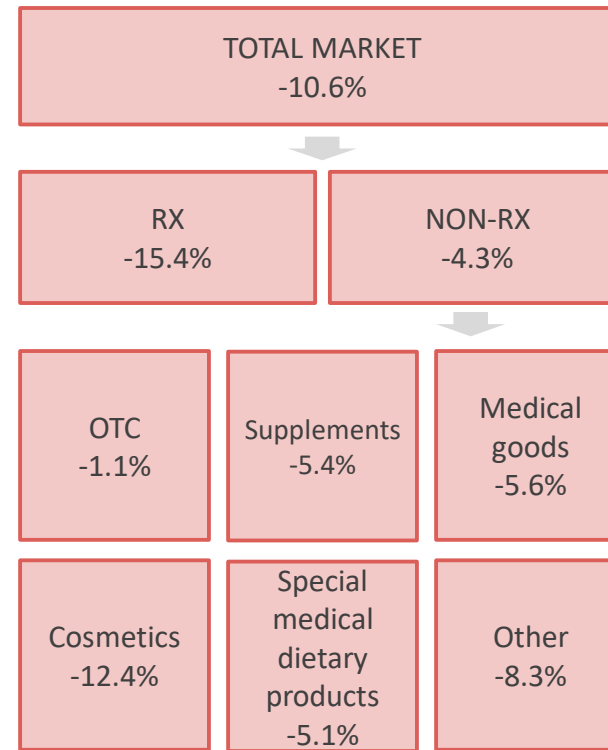 TOTAL MARKET
-10.6%
RX
-15.4%
NON-RX
-4.3%
OTC
-1.1%
Supplements
-5.4%
Medical
goods
-5.6%
Cosmetics
-12.4%
Special
medical
dietary
products
-5.1%
Other
-8.3%